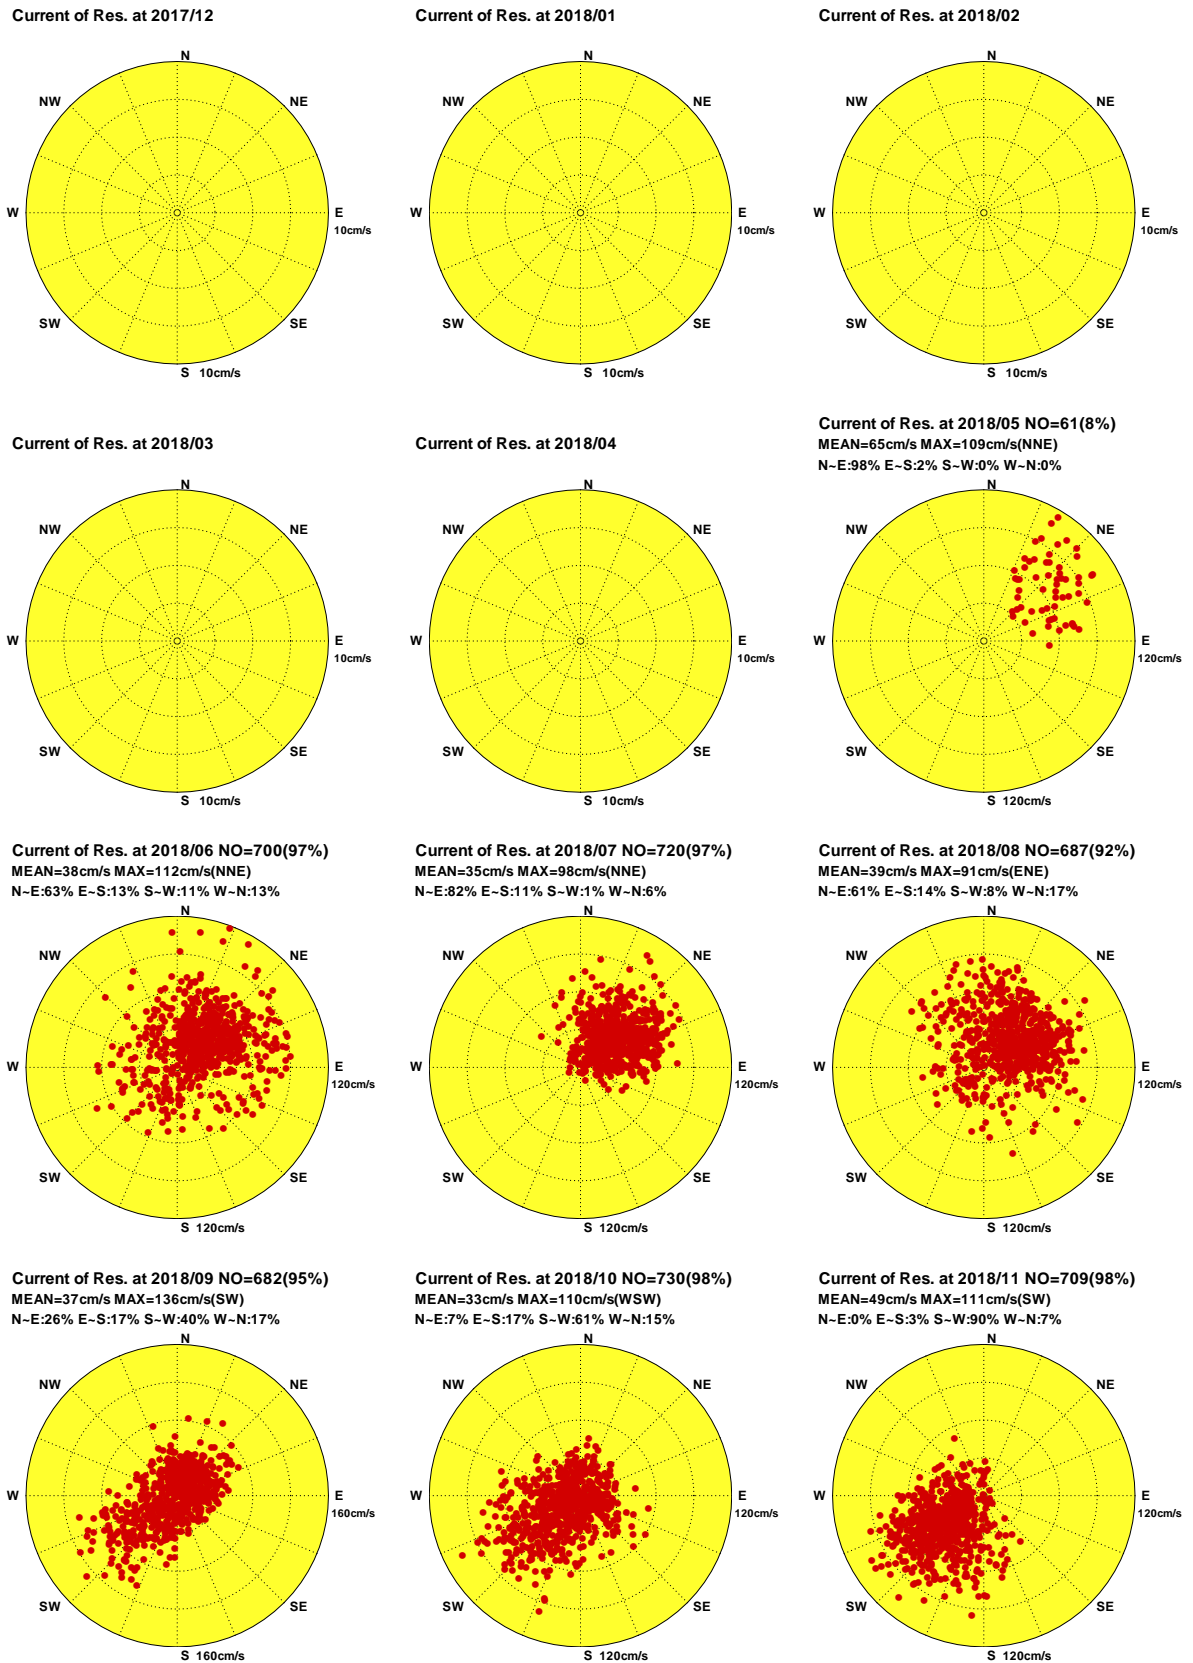 Current of Res. at 2017/12
N
NW
NE
W
E
10cm/s
SW
SE
S 10cm/s
Current of Res. at 2018/01
N
NW
NE
W
E
10cm/s
SW
SE
S 10cm/s
Current of Res. at 2018/02
N
NW
NE
W
E
10cm/s
SW
SE
S 10cm/s
Current of Res. at 2018/03
N
NW
NE
W
E
10cm/s
SW
SE
S 10cm/s
Current of Res. at 2018/04
N
NW
NE
W
E
10cm/s
SW
SE
S 10cm/s
Current of Res. at 2018/05 NO=61(8%)
MEAN=65cm/s MAX=109cm/s(NNE)
N~E:98% E~S:2% S~W:0% W~N:0%
N
NW
NE
W
E
120cm/s
SW
SE
S 120cm/s
Current of Res. at 2018/06 NO=700(97%)
MEAN=38cm/s MAX=112cm/s(NNE)
N~E:63% E~S:13% S~W:11% W~N:13%
N
NW
NE
W
E
120cm/s
SW
SE
S 120cm/s
Current of Res. at 2018/07 NO=720(97%)
MEAN=35cm/s MAX=98cm/s(NNE)
N~E:82% E~S:11% S~W:1% W~N:6%
N
NW
NE
W
E
120cm/s
SW
SE
S 120cm/s
Current of Res. at 2018/08 NO=687(92%)
MEAN=39cm/s MAX=91cm/s(ENE)
N~E:61% E~S:14% S~W:8% W~N:17%
N
NW
NE
W
E
120cm/s
SW
SE
S 120cm/s
Current of Res. at 2018/09 NO=682(95%)
MEAN=37cm/s MAX=136cm/s(SW)
N~E:26% E~S:17% S~W:40% W~N:17%
N
NW
NE
W
E
160cm/s
SW
SE
S 160cm/s
Current of Res. at 2018/10 NO=730(98%)
MEAN=33cm/s MAX=110cm/s(WSW)
N~E:7% E~S:17% S~W:61% W~N:15%
N
NW
NE
W
E
120cm/s
SW
SE
S 120cm/s
Current of Res. at 2018/11 NO=709(98%)
MEAN=49cm/s MAX=111cm/s(SW)
N~E:0% E~S:3% S~W:90% W~N:7%
N
NW
NE
W
E
120cm/s
SW
SE
S 120cm/s